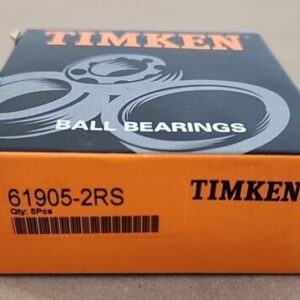 TIMKEN
BALL BEARINGS
61905-2RS
TIMKEN
Qty: 5Pcs